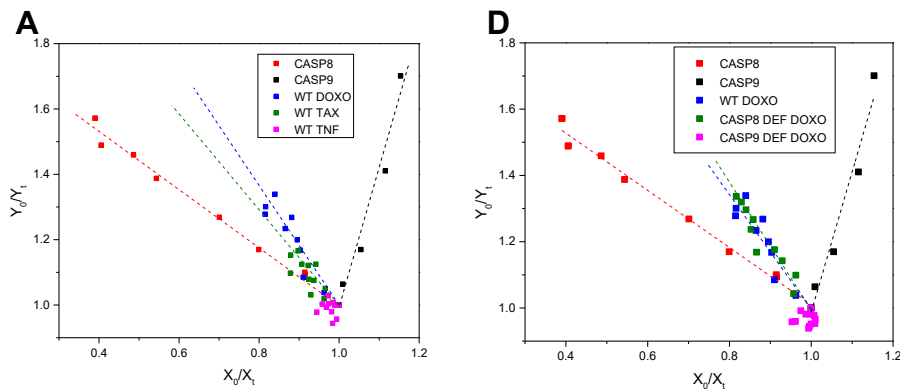 A
1.8
1.6
1.4
1.2
1.0
0.4
0.6
0.8
1.0
1.2
Y₀/Yₜ
X₀/Xₜ
CASP8
CASP9
WT DOXO
WT TAX
WT TNF
D
1.8
1.6
1.4
1.2
1.0
0.4
0.6
0.8
1.0
1.2
Y₀/Yₜ
X₀/Xₜ
CASP8
CASP9
WT DOXO
CASP8 DEF DOXO
CASP9 DEF DOXO